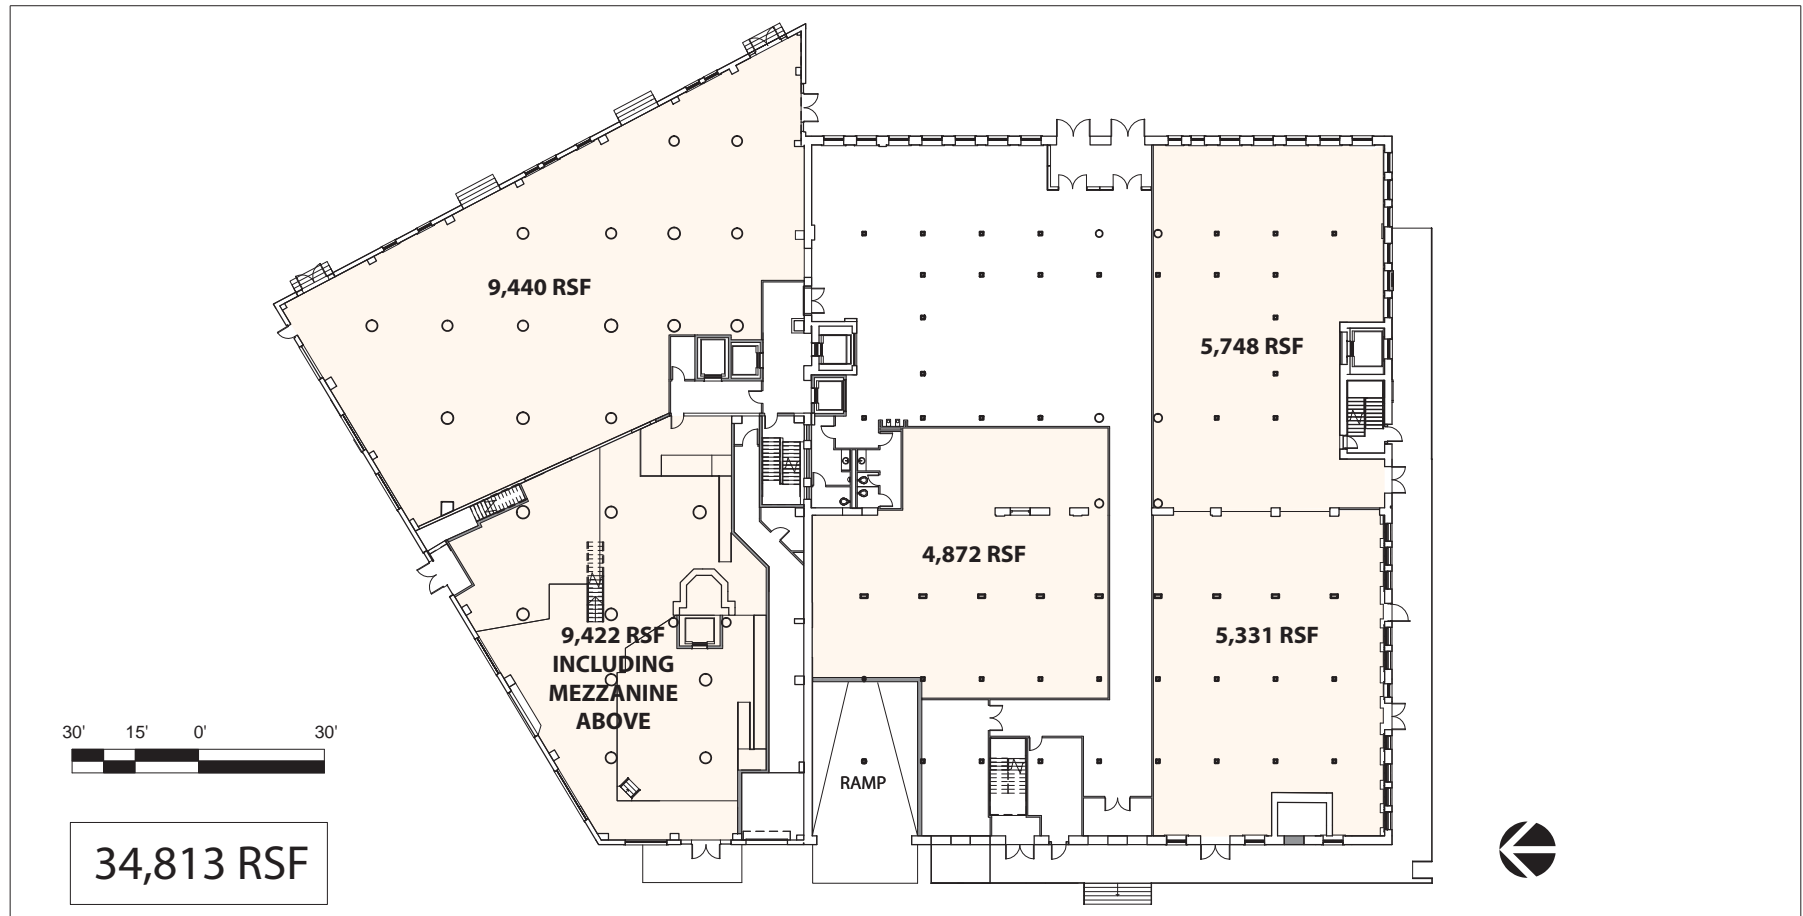 9,440 RSF
5,748 RSF
4,872 RSF
9,422 RSF
INCLUDING
MEZZANINE
ABOVE
5,331 RSF
RAMP
30' 15' 0' 30'
34,813 RSF